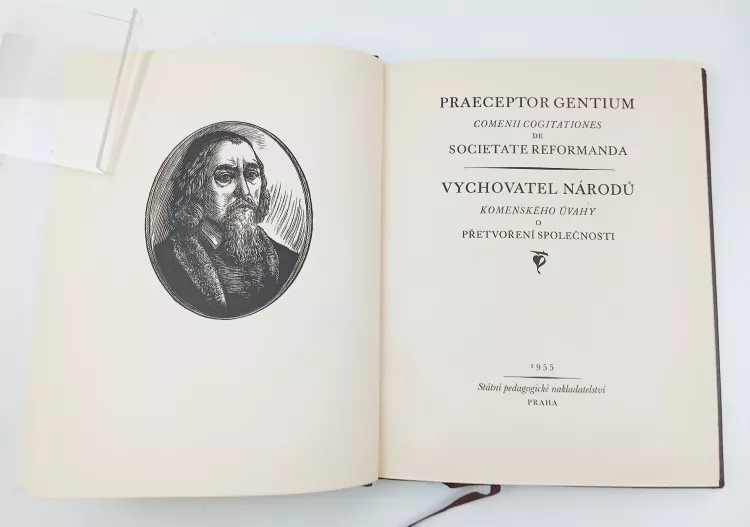 PRAECEPTOR GENTIUM
COMENII COGITATIONES
DE
SOCIETATE REFORMANDA
VYCHOVATEL NÁRODŮ
KOMENSKÉHO ÚVAHY
O
PŘETVOŘENÍ SPOLEČNOSTI
1955
Státní pedagogické nakladatelství
PRAHA